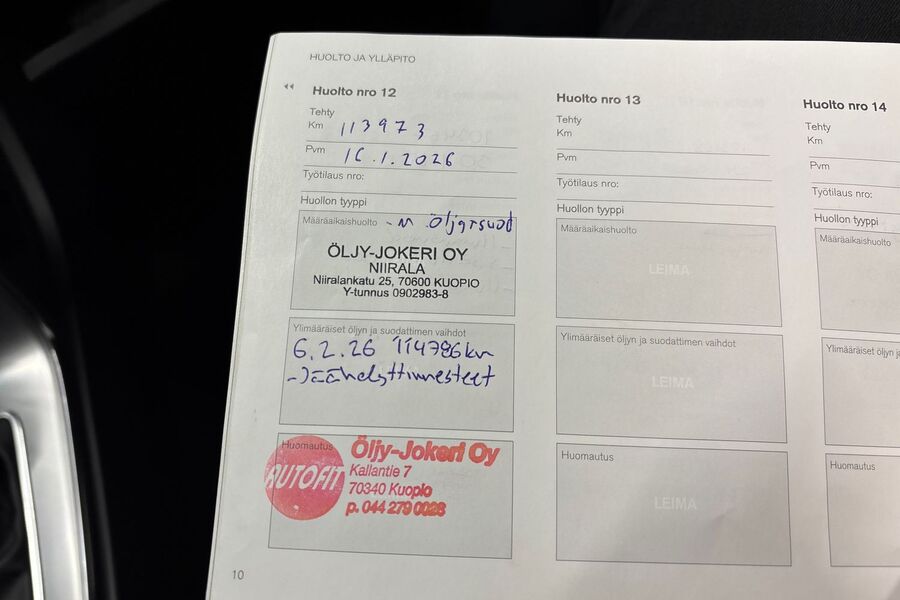 HUOLTO JA YLLÄPITO
Huolto nro 12
Tehty
Km 113973
Pvm 16.1.2026
Työtilaus nro:
Huollon tyyppi
Määräaikaishuolto - M Öljyrsuod
ÖLJY-JOKERI OY
NIIRALA
Niiralankatu 25, 70600 KUOPIO
Y-tunnus 0902983-8
Ylimääräiset öljyn ja suodattimen vaihdot
6.2.26 114786km
-Jäähdyttinnesteet
Huomautus
AUTOFIT
Öljy-Jokeri Oy
Kallantie 7
70340 Kuopio
p. 044 279 0028
10
Huolto nro 13
Tehty
Km
Pvm
Työtilaus nro:
Huollon tyyppi
Määräaikaishuolto
LEIMA
Ylimääräiset öljyn ja suodattimen vaihdot
LEIMA
Huomautus
LEIMA
Huolto nro 14
Tehty
Km
Pvm
Työtilaus nro:
Huollon tyyppi
Määräaikaishuolto
Ylimääräiset öljyn ja
Huomautus